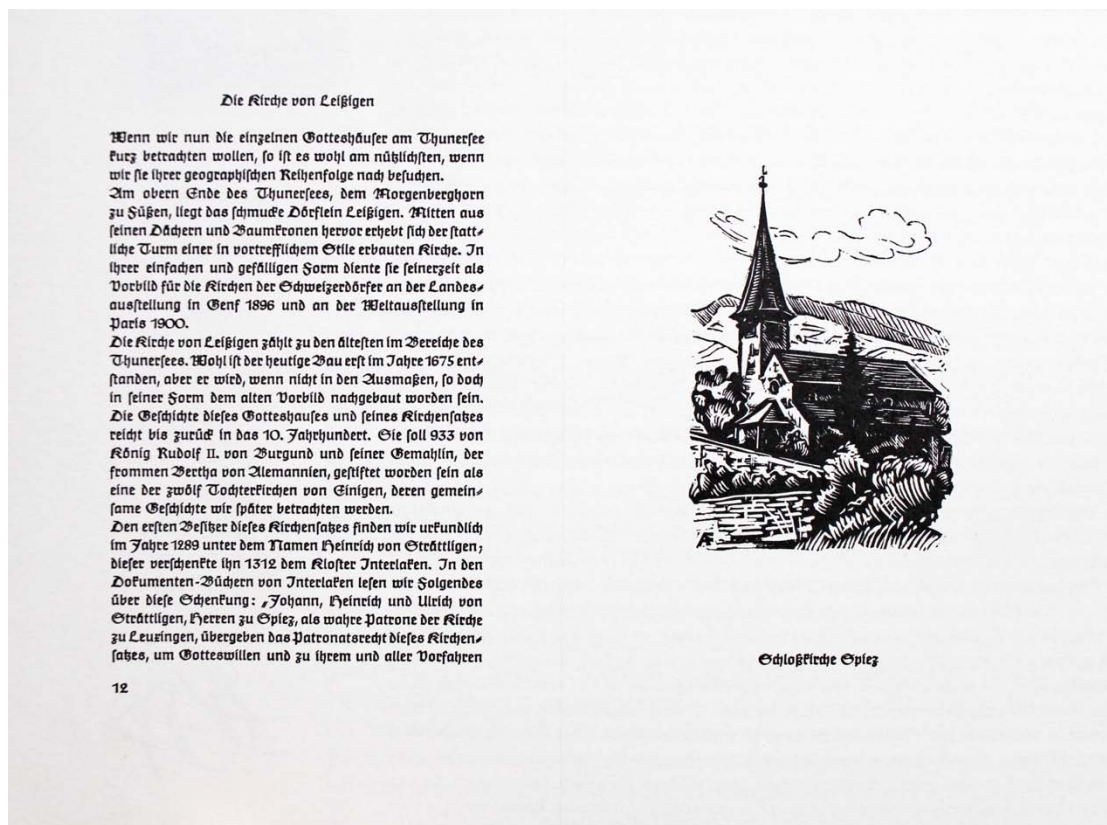 Die Kirche von Leißigen
Wenn wir nun die einzelnen Gotteshäuser am Thunersee
kurz betrachten wollen, so ist es wohl am nützlichsten, wenn
wir sie ihrer geographischen Reihenfolge nach besuchen.
Am obern Ende des Thunersees, dem Morgenberghorn
zu Füßen, liegt das schmucke Dörflein Leißigen. Mitten aus
seinen Dächern und Baumkronen hervor erhebt sich der statt-
liche Turm einer in vortrefflichem Stile erbauten Kirche. In
ihrer einfachen und gefälligen Form diente sie seinerzeit als
Vorbild für die Kirchen der Schweizerdörfer an der Landes-
ausstellung in Genf 1896 und an der Weltausstellung in
Paris 1900.
Die Kirche von Leißigen zählt zu den ältesten im Bereiche des
Thunersees. Wohl ist der heutige Bau erst im Jahre 1675 ent-
standen, aber er wird, wenn nicht in den Ausmaßen, so doch
in seiner Form dem alten Vorbild nachgebaut worden sein.
Die Geschichte dieses Gotteshauses und seines Kirchensatzes
reicht bis zurück in das 10. Jahrhundert. Sie soll 933 von
König Rudolf II. von Burgund und seiner Gemahlin, der
frommen Bertha von Alemannien, gestiftet worden sein als
eine der zwölf Tochterkirchen von Einigen, deren gemein-
same Geschichte wir später betrachten werden.
Den ersten Besitzer dieses Kirchensatzes finden wir urkundlich
im Jahre 1289 unter dem Namen Heinrich von Strättligen;
dieser verschenkte ihn 1312 dem Kloster Interlaken. In den
Dokumenten-Büchern von Interlaken lesen wir Folgendes
über diese Schenkung: „Johann, Heinrich und Ulrich von
Strättligen, Herren zu Spiez, als wahre Patrone der Kirche
zu Leuxingen, übergeben das Patronatsrecht dieses Kirchen-
satzes, um Gotteswillen und zu ihrem und aller Vorfahren
12
AF
Schloßkirche Spiez